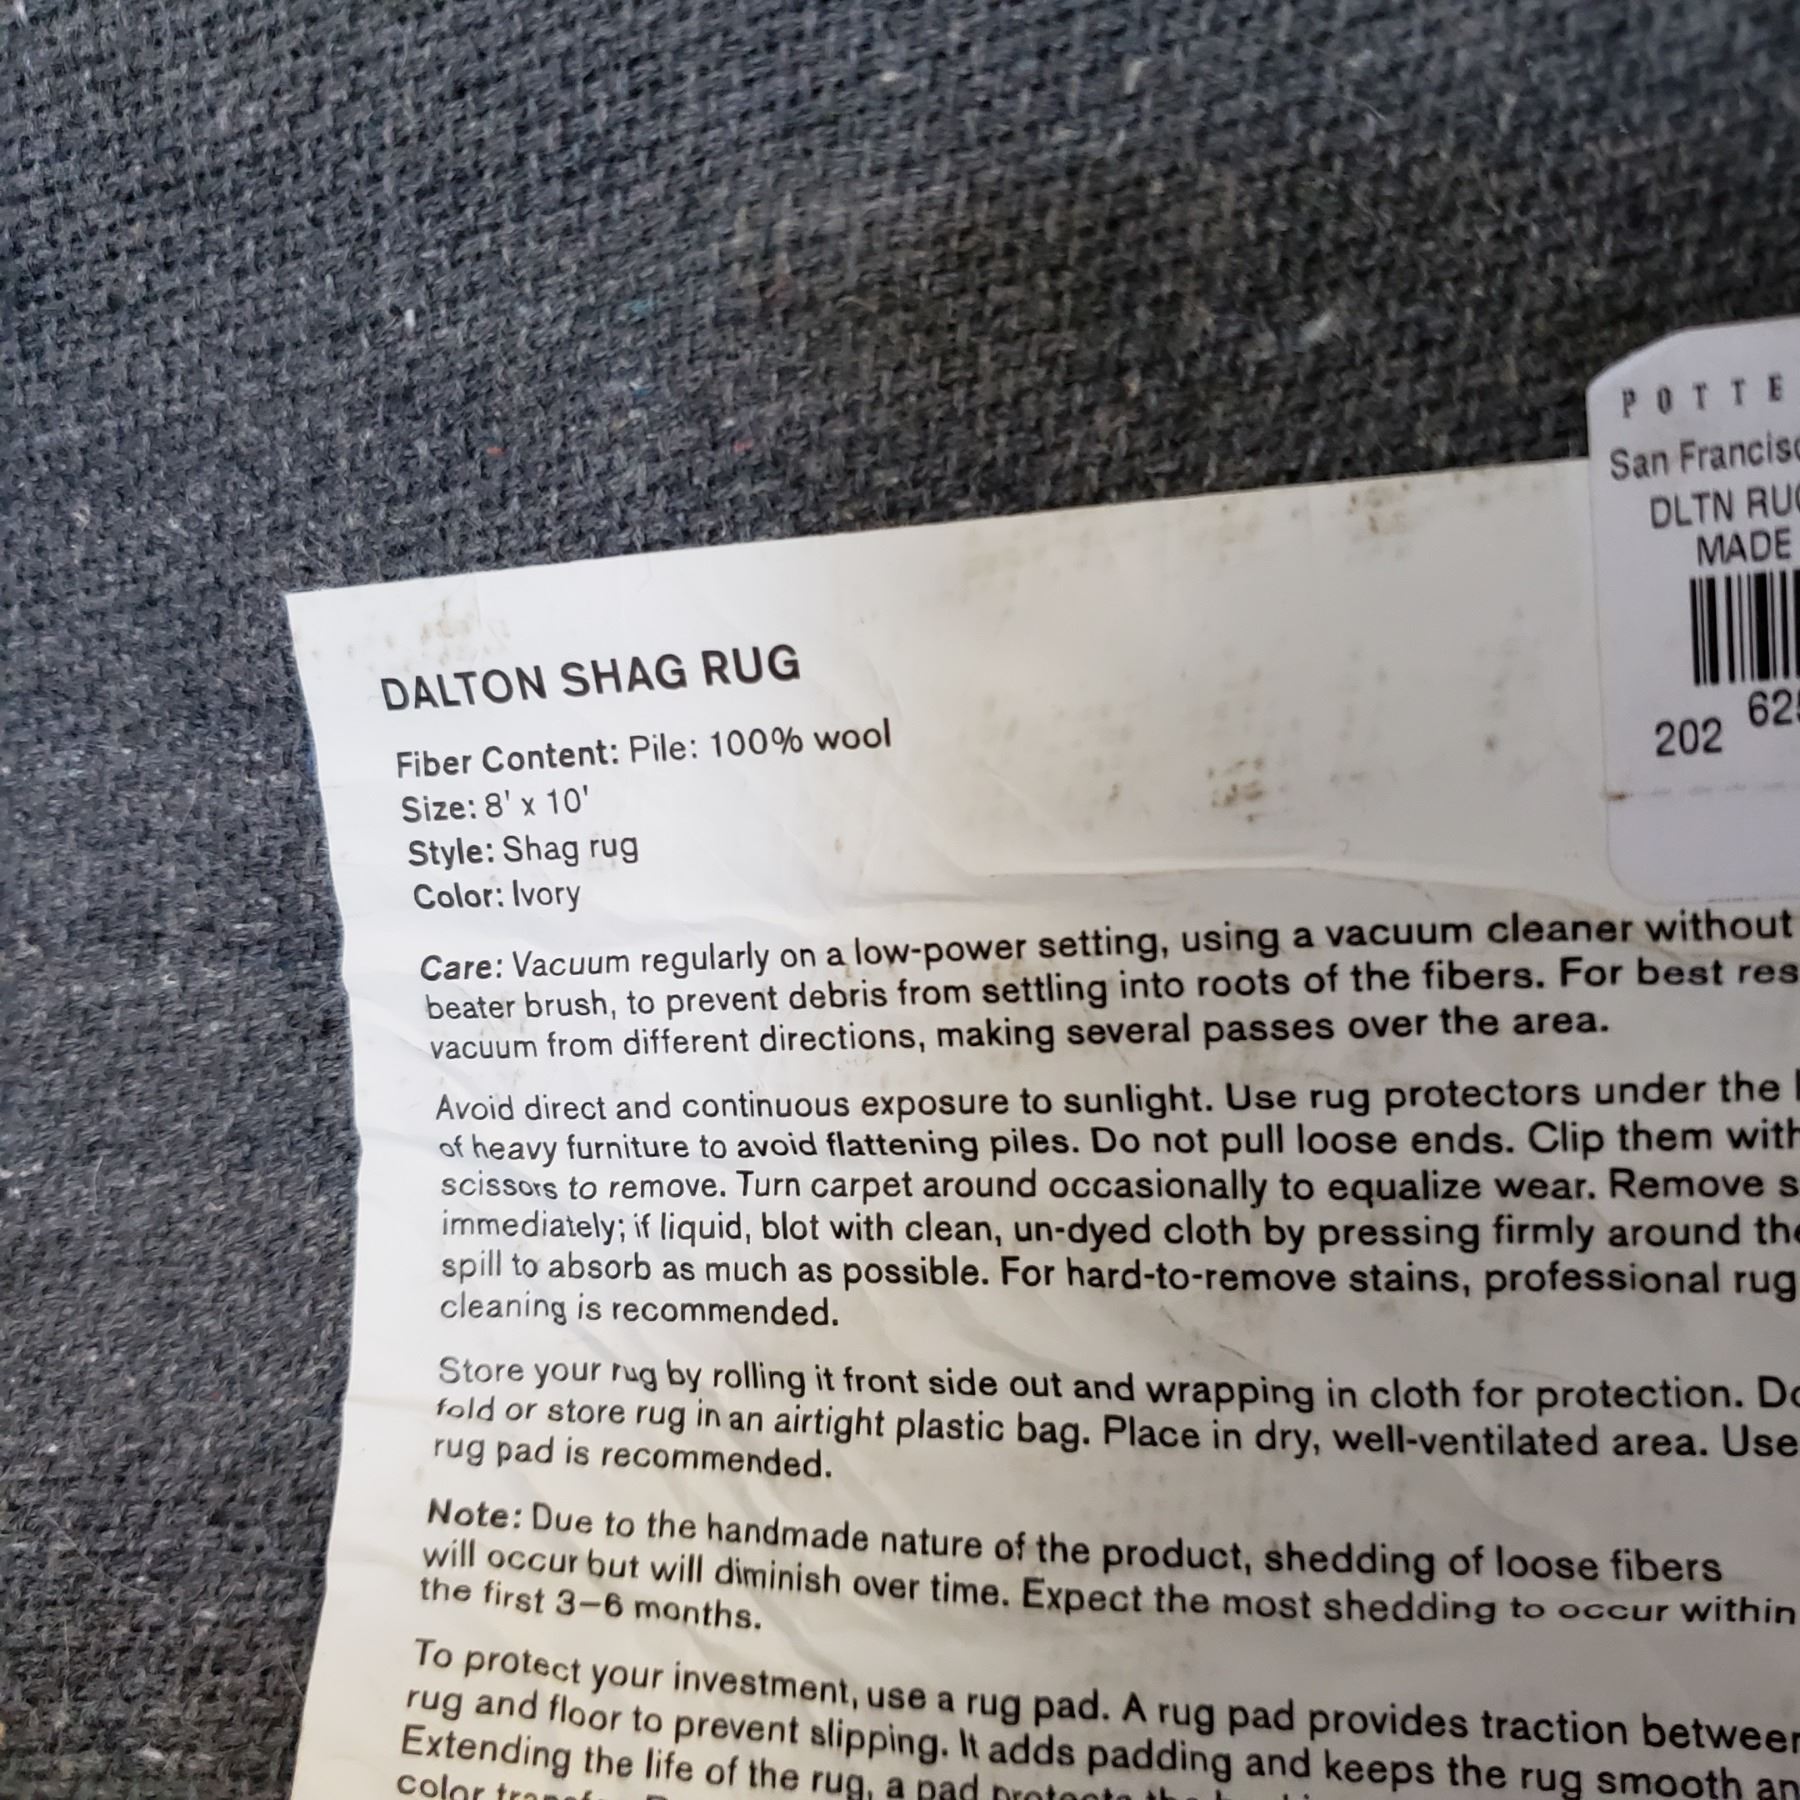 POTTE
San Francisc
DLTN RUG
MADE
202 62
DALTON SHAG RUG
Fiber Content: Pile: 100% wool
Size: 8' x 10'
Style: Shag rug
Color: Ivory
Care: Vacuum regularly on a low-power setting, using a vacuum cleaner without
beater brush, to prevent debris from settling into roots of the fibers. For best res
vacuum from different directions, making several passes over the area.
Avoid direct and continuous exposure to sunlight. Use rug protectors under the
of heavy furniture to avoid flattening piles. Do not pull loose ends. Clip them with
scissors to remove. Turn carpet around occasionally to equalize wear. Remove s
immediately; if liquid, blot with clean, un-dyed cloth by pressing firmly around the
spill to absorb as much as possible. For hard-to-remove stains, professional rug
cleaning is recommended.
Store your rug by rolling it front side out and wrapping in cloth for protection. Do
fold or store rug in an airtight plastic bag. Place in dry, well-ventilated area. Use
rug pad is recommended.
Note: Due to the handmade nature of the product, shedding of loose fibers
will occur but will diminish over time. Expect the most shedding to occur within
the first 3–6 months.
To protect your investment, use a rug pad. A rug pad provides traction between
rug and floor to prevent slipping. It adds padding and keeps the rug smooth an
Extending the life of the rug, a pad protects the
color